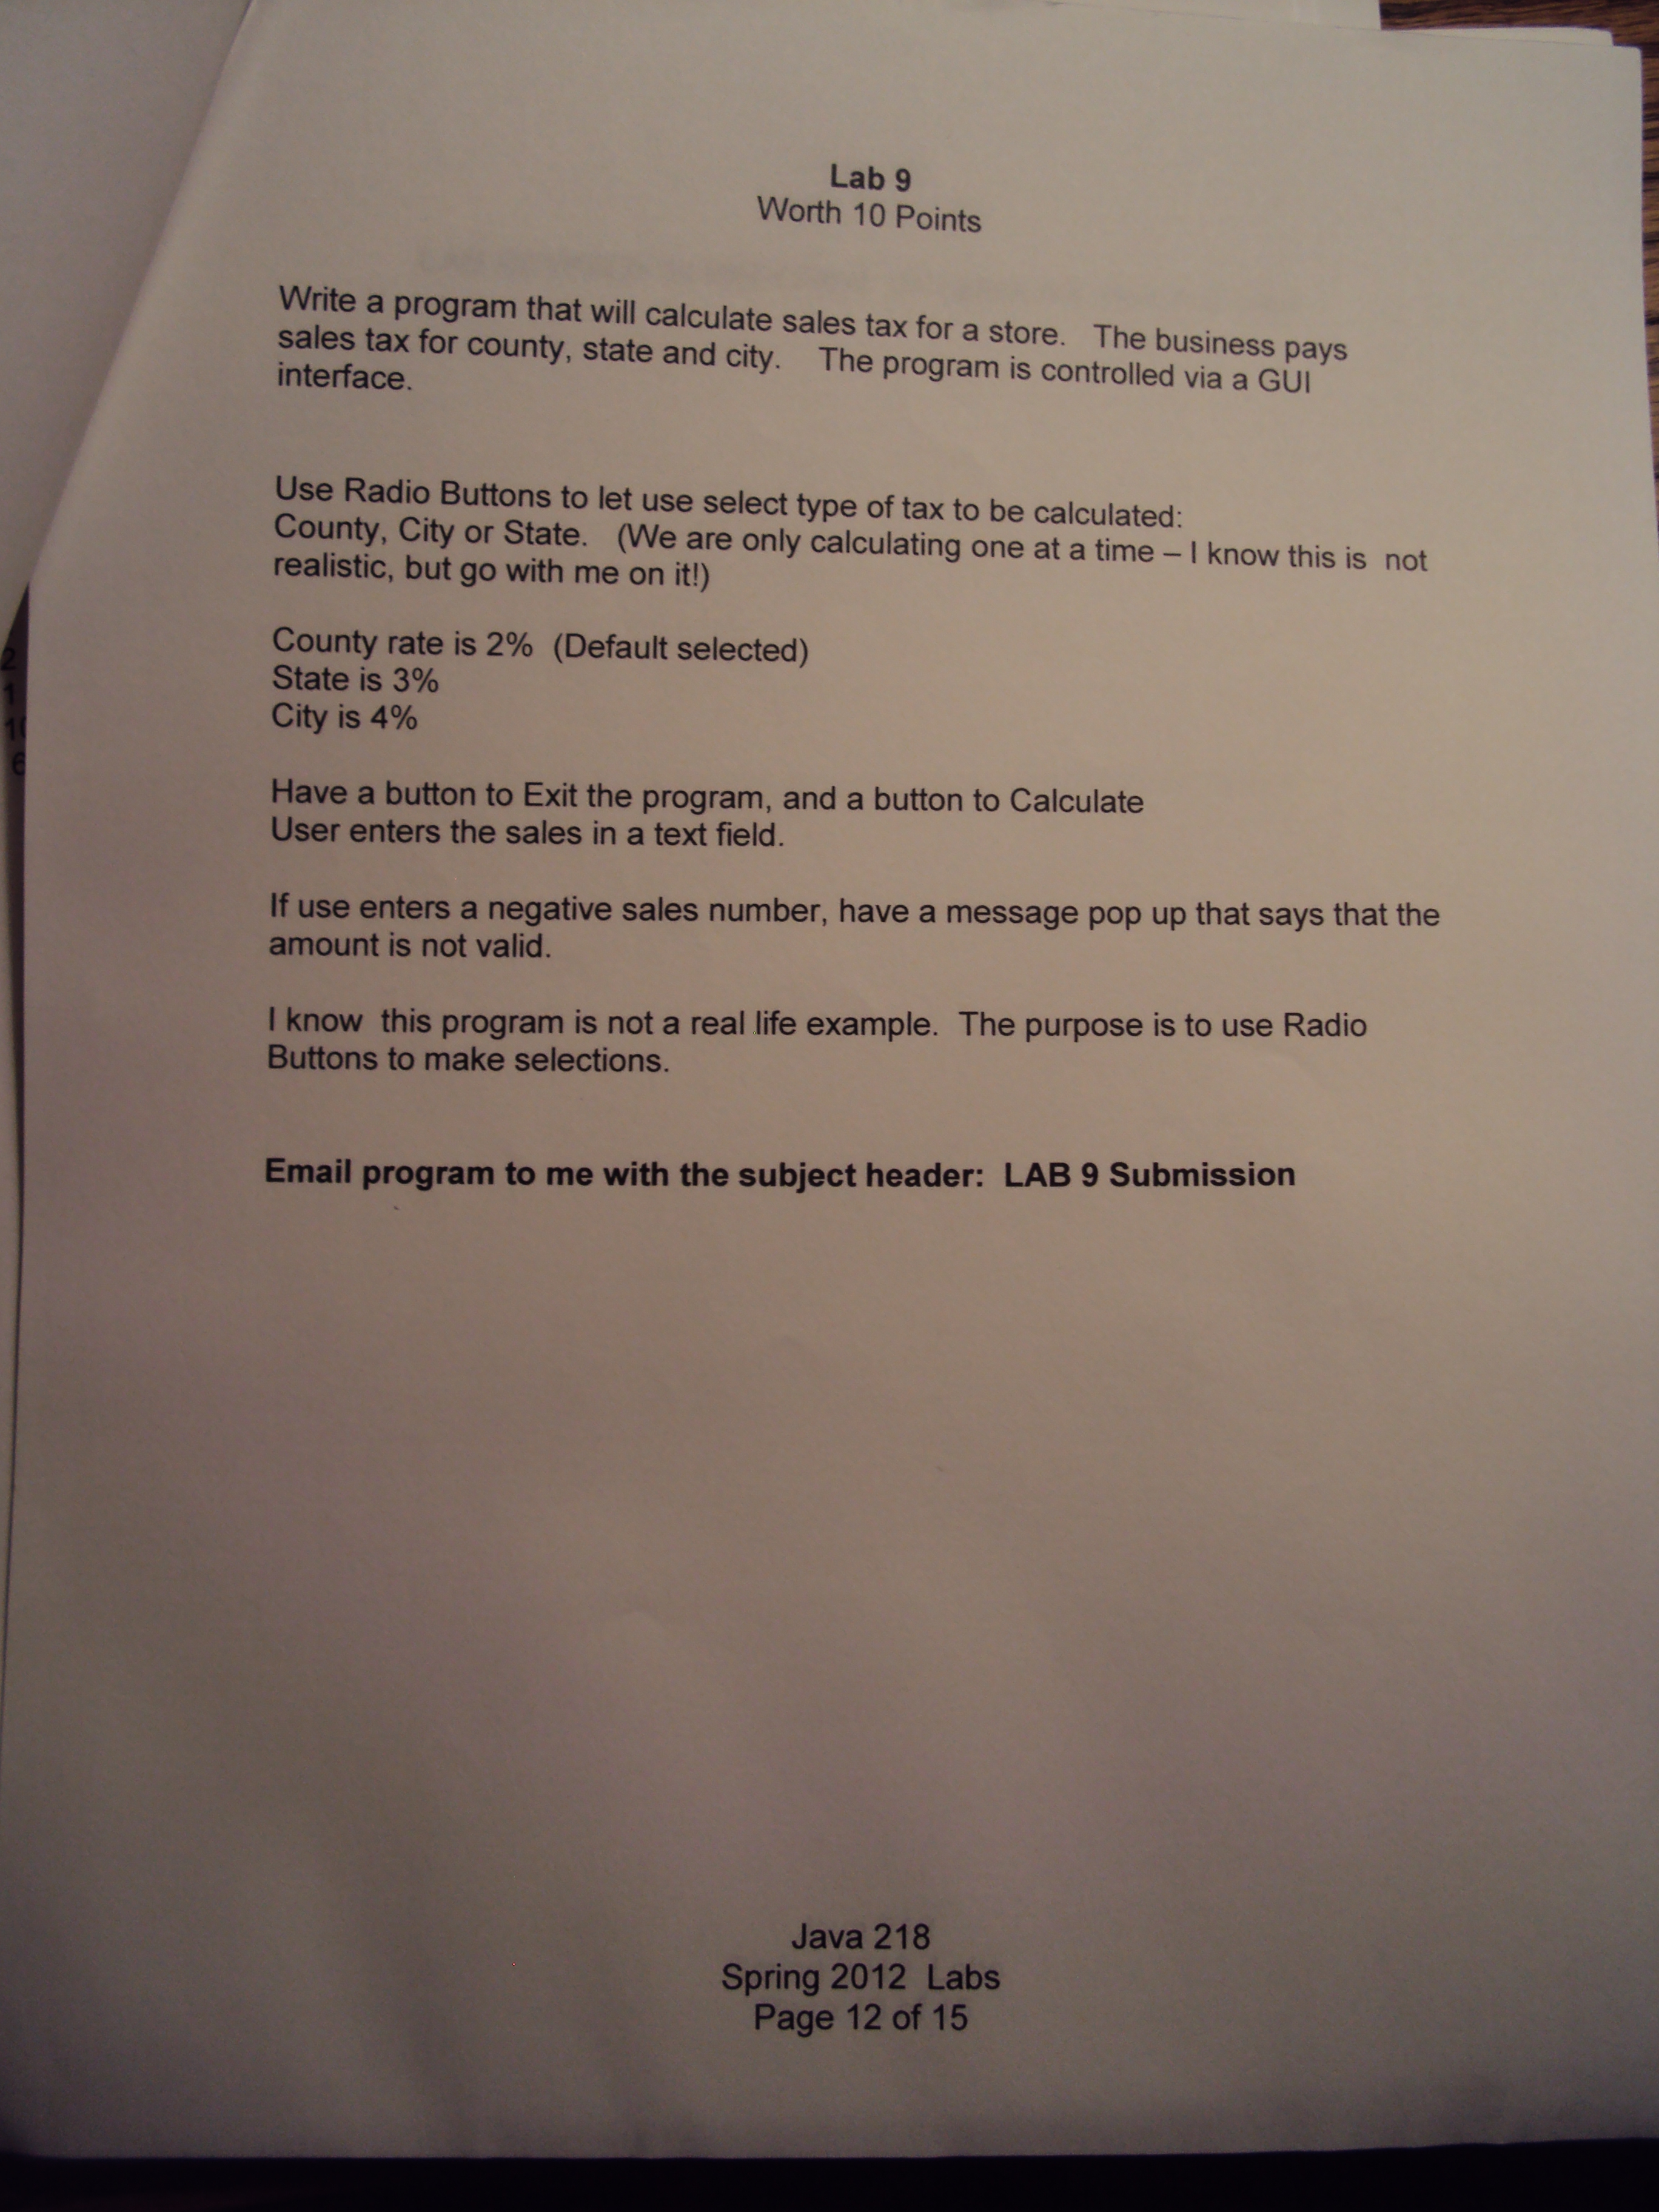 Lab 9
Worth 10 Points
Write a program that will calculate sales tax for a store. The business pays
sales tax for county, state and city. The program is controlled via a GUI
interface.
Use Radio Buttons to let use select type of tax to be calculated:
County, City or State. (We are only calculating one at a time – I know this is not
realistic, but go with me on it!)
County rate is 2% (Default selected)
State is 3%
City is 4%
Have a button to Exit the program, and a button to Calculate
User enters the sales in a text field.
If use enters a negative sales number, have a message pop up that says that the
amount is not valid.
I know this program is not a real life example. The purpose is to use Radio
Buttons to make selections.
Email program to me with the subject header: LAB 9 Submission
Java 218
Spring 2012 Labs
Page 12 of 15